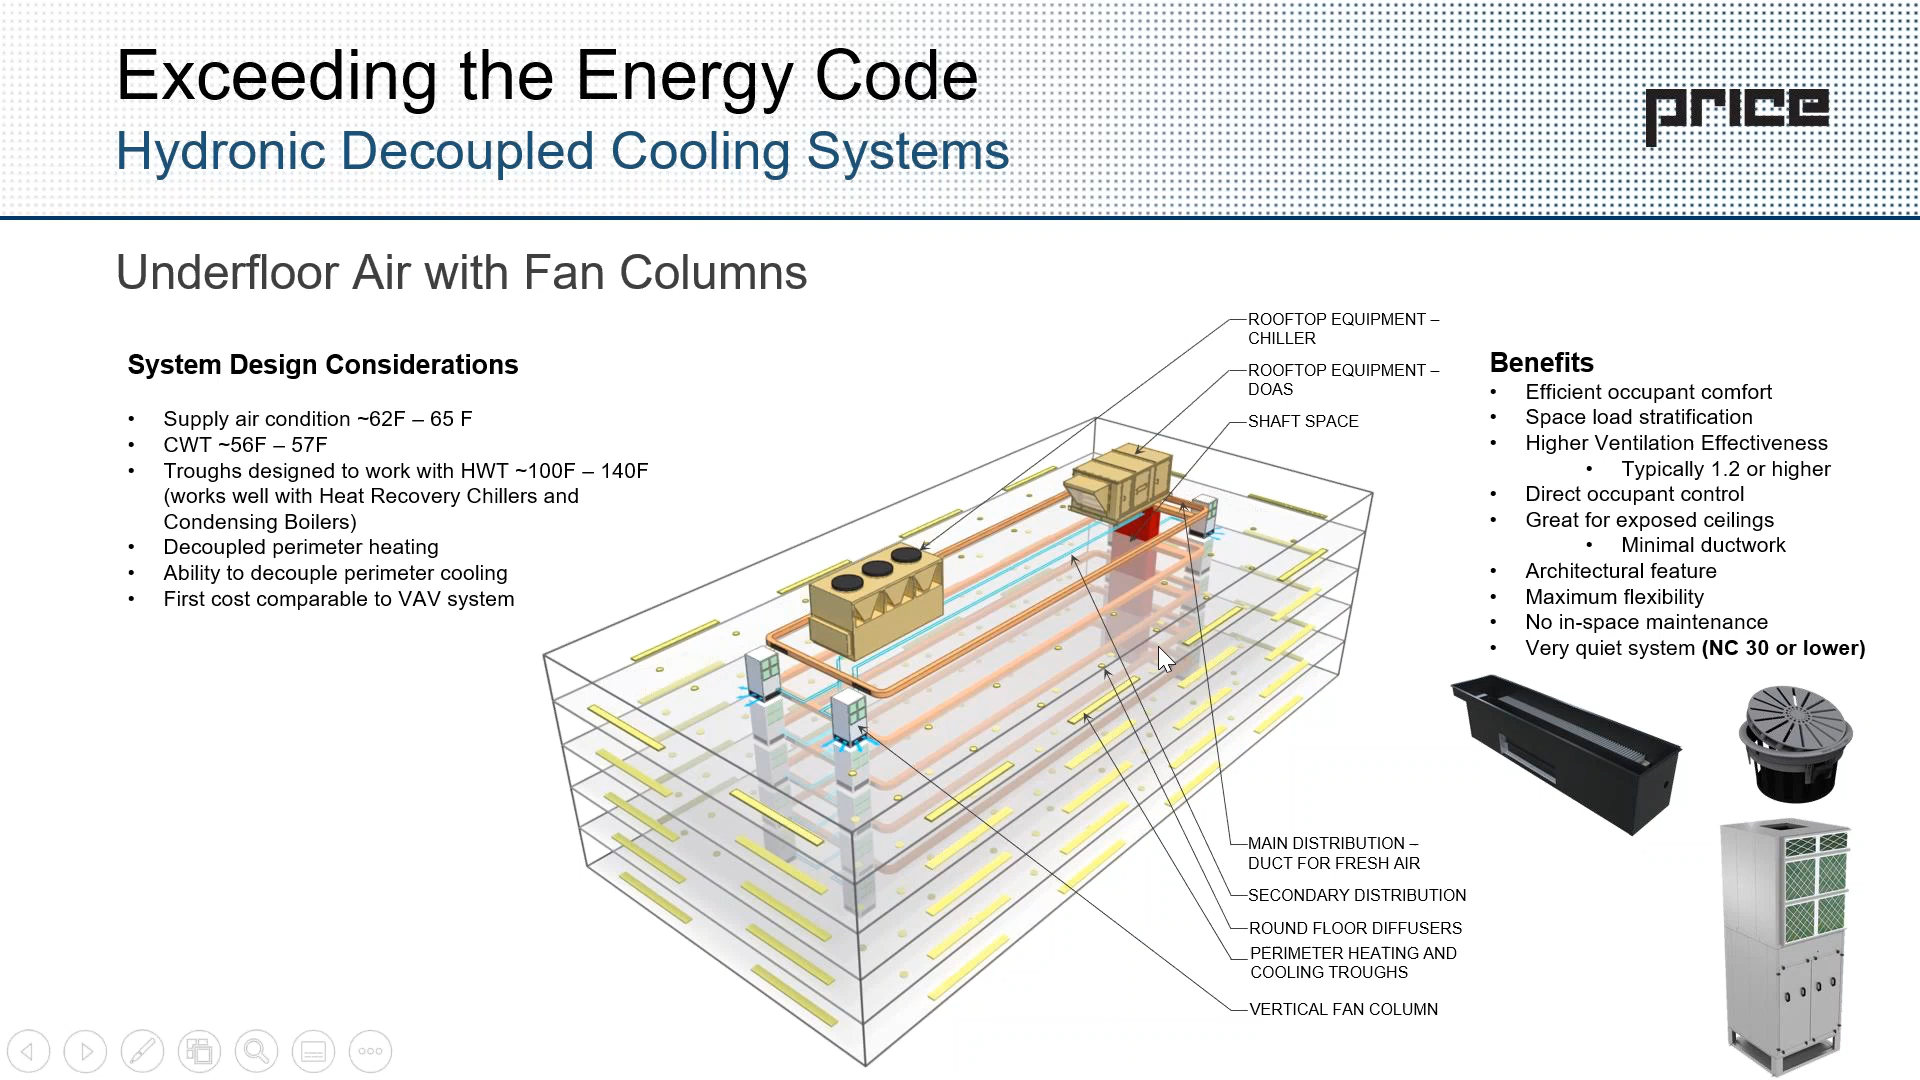 Exceeding the Energy Code
Hydronic Decoupled Cooling Systems
price
Underfloor Air with Fan Columns
System Design Considerations
• Supply air condition ~62F – 65 F
• CWT ~56F – 57F
• Troughs designed to work with HWT ~100F – 140F
(works well with Heat Recovery Chillers and
Condensing Boilers)
• Decoupled perimeter heating
• Ability to decouple perimeter cooling
• First cost comparable to VAV system
ROOFTOP EQUIPMENT –
CHILLER
ROOFTOP EQUIPMENT –
DOAS
SHAFT SPACE
MAIN DISTRIBUTION –
DUCT FOR FRESH AIR
SECONDARY DISTRIBUTION
ROUND FLOOR DIFFUSERS
PERIMETER HEATING AND
COOLING TROUGHS
VERTICAL FAN COLUMN
Benefits
• Efficient occupant comfort
• Space load stratification
• Higher Ventilation Effectiveness
• Typically 1.2 or higher
• Direct occupant control
• Great for exposed ceilings
• Minimal ductwork
• Architectural feature
• Maximum flexibility
• No in-space maintenance
• Very quiet system (NC 30 or lower)